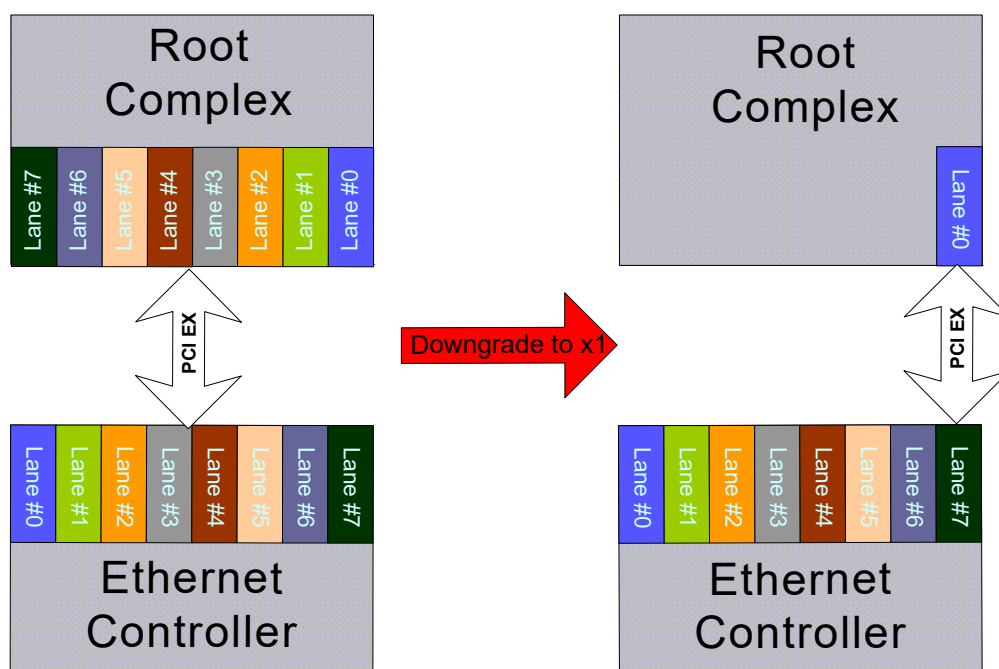 Root
Complex
Lane #7
Lane #6
Lane #5
Lane #4
Lane #3
Lane #2
Lane #1
Lane #0
PCI EX
Lane #0
Lane #1
Lane #2
Lane #3
Lane #4
Lane #5
Lane #6
Lane #7
Ethernet
Controller
Downgrade to x1
Root
Complex
Lane #0
PCI EX
Lane #0
Lane #1
Lane #2
Lane #3
Lane #4
Lane #5
Lane #6
Lane #7
Ethernet
Controller